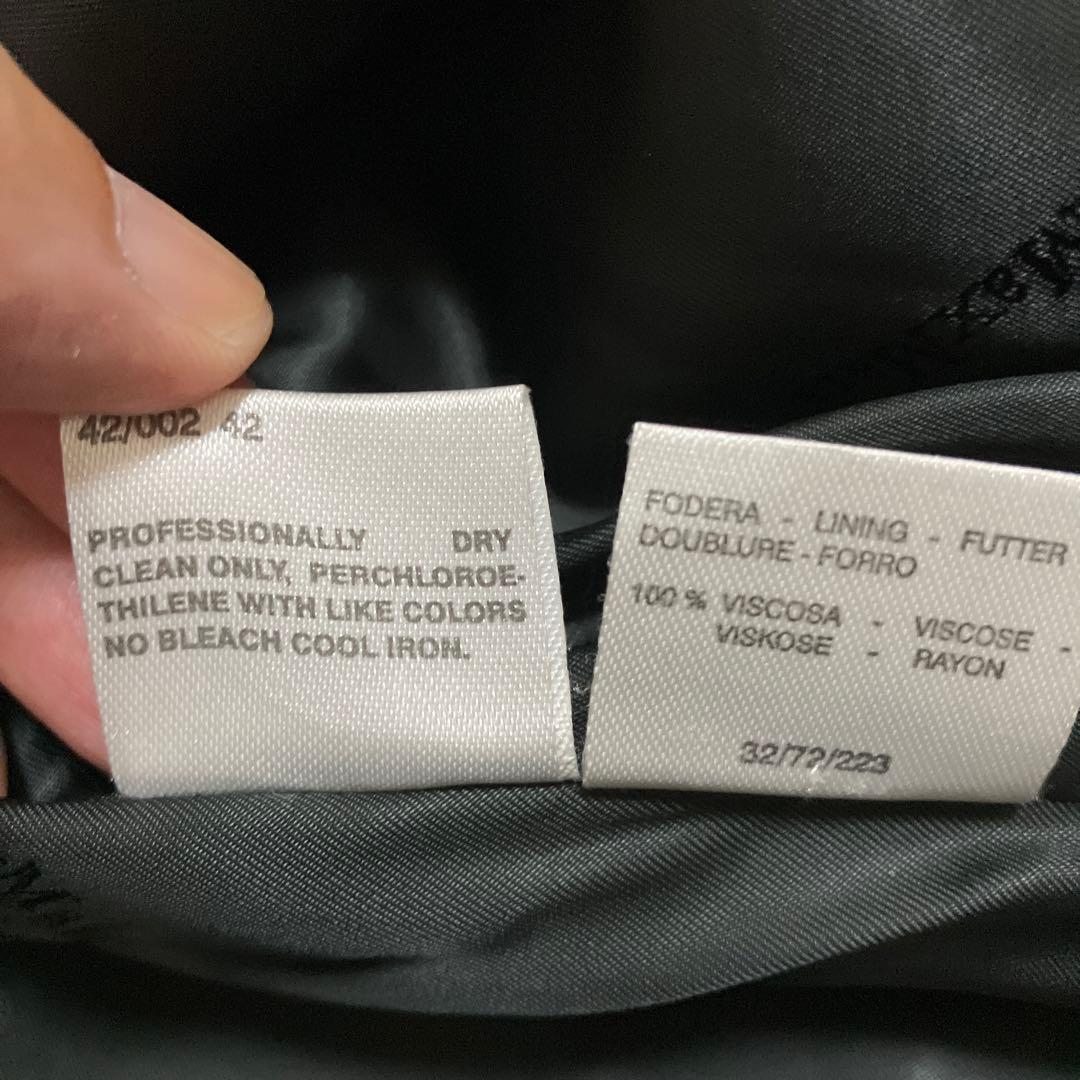 42/002 42
PROFESSIONALLY DRY
CLEAN ONLY, PERCHLOROE-
THILENE WITH LIKE COLORS
NO BLEACH COOL IRON.
FODERA - LINING - FUTTER
DOUBLURE - FORRO
100 % VISCOSA - VISCOSE -
VISKOSE - RAYON
32/72/223